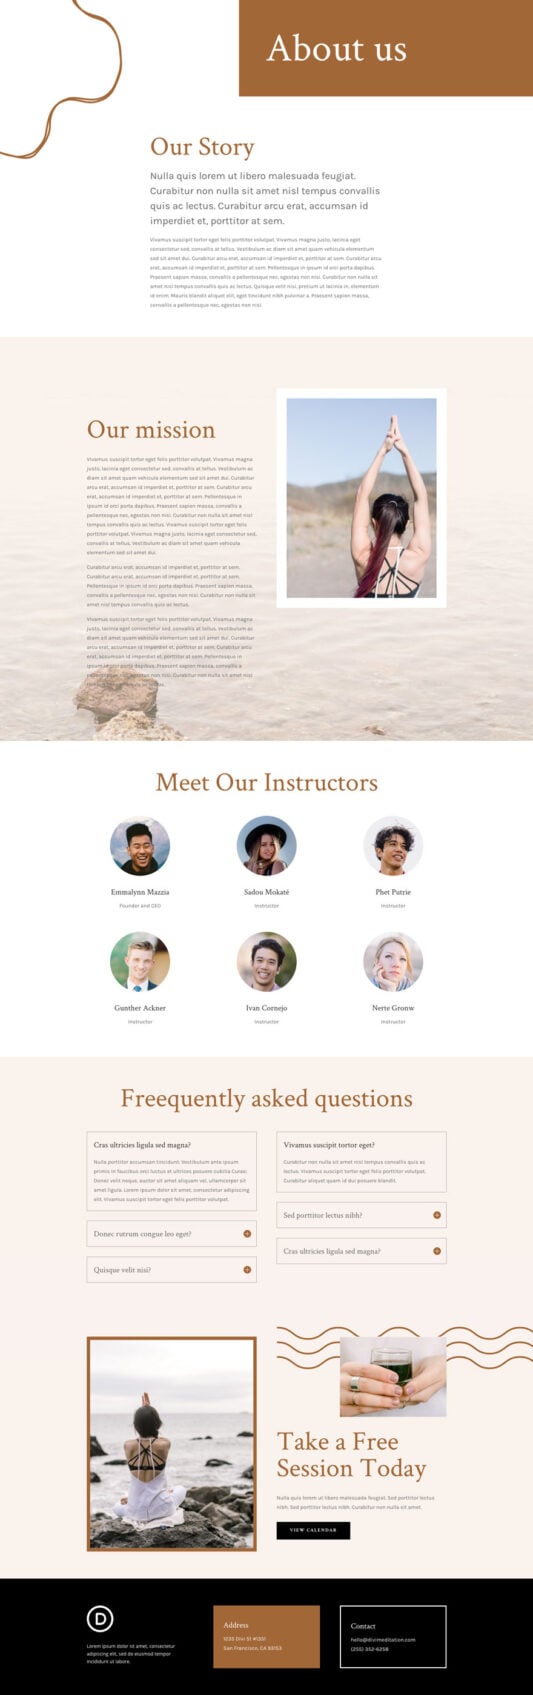 About us
Our Story
Nulla quis lorem ut libero malesuada feugiat.
Curabitur non nulla sit amet nisl tempus convallis
quis ac lectus. Curabitur arcu erat, accumsan id
imperdiet et, porttitor at sem.
Vivamus suscipit tortor eget felis porttitor volutpat. Vivamus magna justo, lacinia eget
consectetur sed, convallis at tellus. Vestibulum ac diam sit amet quam vehicula elementum
sed sit amet dui. Curabitur arcu erat, accumsan id imperdiet et, porttitor at sem. Curabitur arcu
erat, accumsan id imperdiet et, porttitor at sem. Pellentesque in ipsum id orci porta dapibus.
Praesent sapien massa, convallis a pellentesque nec, egestas non nisi. Curabitur non nulla sit
amet nisl tempus convallis quis ac lectus. Quisque velit nisi, pretium ut lacinia in, elementum
id enim. Mauris blandit aliquet elit, eget tincidunt nibh pulvinar a. Praesent sapien massa,
convallis a pellentesque nec, egestas non nisi.
Our mission
Vivamus suscipit tortor eget felis porttitor volutpat. Vivamus magna
justo, lacinia eget consectetur sed, convallis at tellus. Vestibulum ac
diam sit amet quam vehicula elementum sed sit amet dui. Curabitur
arcu erat, accumsan id imperdiet et, porttitor at sem. Curabitur arcu
erat, accumsan id imperdiet et, porttitor at sem. Pellentesque in
ipsum id orci porta dapibus. Praesent sapien massa, convallis a
pellentesque nec, egestas non nisi. Curabitur non nulla sit amet nisl
tempus convallis quis ac lectus. Vivamus suscipit tortor eget felis
porttitor volutpat. Vivamus magna justo, lacinia eget consectetur sed,
convallis at tellus. Vestibulum ac diam sit amet quam vehicula
elementum sed sit amet dui.
Curabitur arcu erat, accumsan id imperdiet et, porttitor at sem.
Curabitur arcu erat, accumsan id imperdiet et, porttitor at sem.
Pellentesque in ipsum id orci porta dapibus. Praesent sapien massa,
convallis a pellentesque nec, egestas non nisi. Curabitur non nulla sit
amet nisl tempus convallis quis ac lectus.
Vivamus suscipit tortor eget felis porttitor volutpat. Vivamus magna
justo, lacinia eget consectetur sed, convallis at tellus. Vestibulum ac
diam sit amet quam vehicula elementum sed sit amet dui. Curabitur
arcu erat, accumsan id imperdiet et, porttitor at sem. Pellentesque in
ipsum id orci porta dapibus. Praesent sapien massa, convallis a
pellentesque nec, egestas non nisi. Curabitur non nulla sit amet nisl
Meet Our Instructors
Emmalynn Mazzia
Founder and CEO
Sadou Mokaté
Instructor
Phet Putrie
Instructor
Gunther Ackner
Instructor
Ivan Cornejo
Instructor
Nerte Gronw
Instructor
Freequently asked questions
Cras ultricies ligula sed magna?
Nulla porttitor accumsan tincidunt. Vestibulum ante ipsum
primis in faucibus orci luctus et ultrices posuere cubilia Curae;
Donec velit neque, auctor sit amet aliquam vel, ullamcorper sit
amet ligula. Lorem ipsum dolor sit amet, consectetur adipiscing
elit. Vivamus suscipit tortor eget felis porttitor volutpat.
Donec rutrum congue leo eget?
Quisque velit nisi?
Vivamus suscipit tortor eget?
Curabitur non nulla sit amet nisl tempus convallis quis ac
lectus. Vivamus suscipit tortor eget felis porttitor volutpat.
Curabitur aliquet quam id dui posuere blandit.
Sed porttitor lectus nibh?
Cras ultricies ligula sed magna?
Take a Free
Session Today
Nulla quis lorem ut libero malesuada feugiat. Sed porttitor lectus
nibh. Sed porttitor lectus nibh. Curabitur non nulla sit amet.
VIEW CALENDAR
D
Lorem ipsum dolor sit amet, consectetur
adipiscing elit, sed do eiusmod tempor
incididunt ut labore.
Address
1235 Divi St #1351
San Francisco, CA 93153
Contact
hello@divimeditation.com
(255) 352-6258